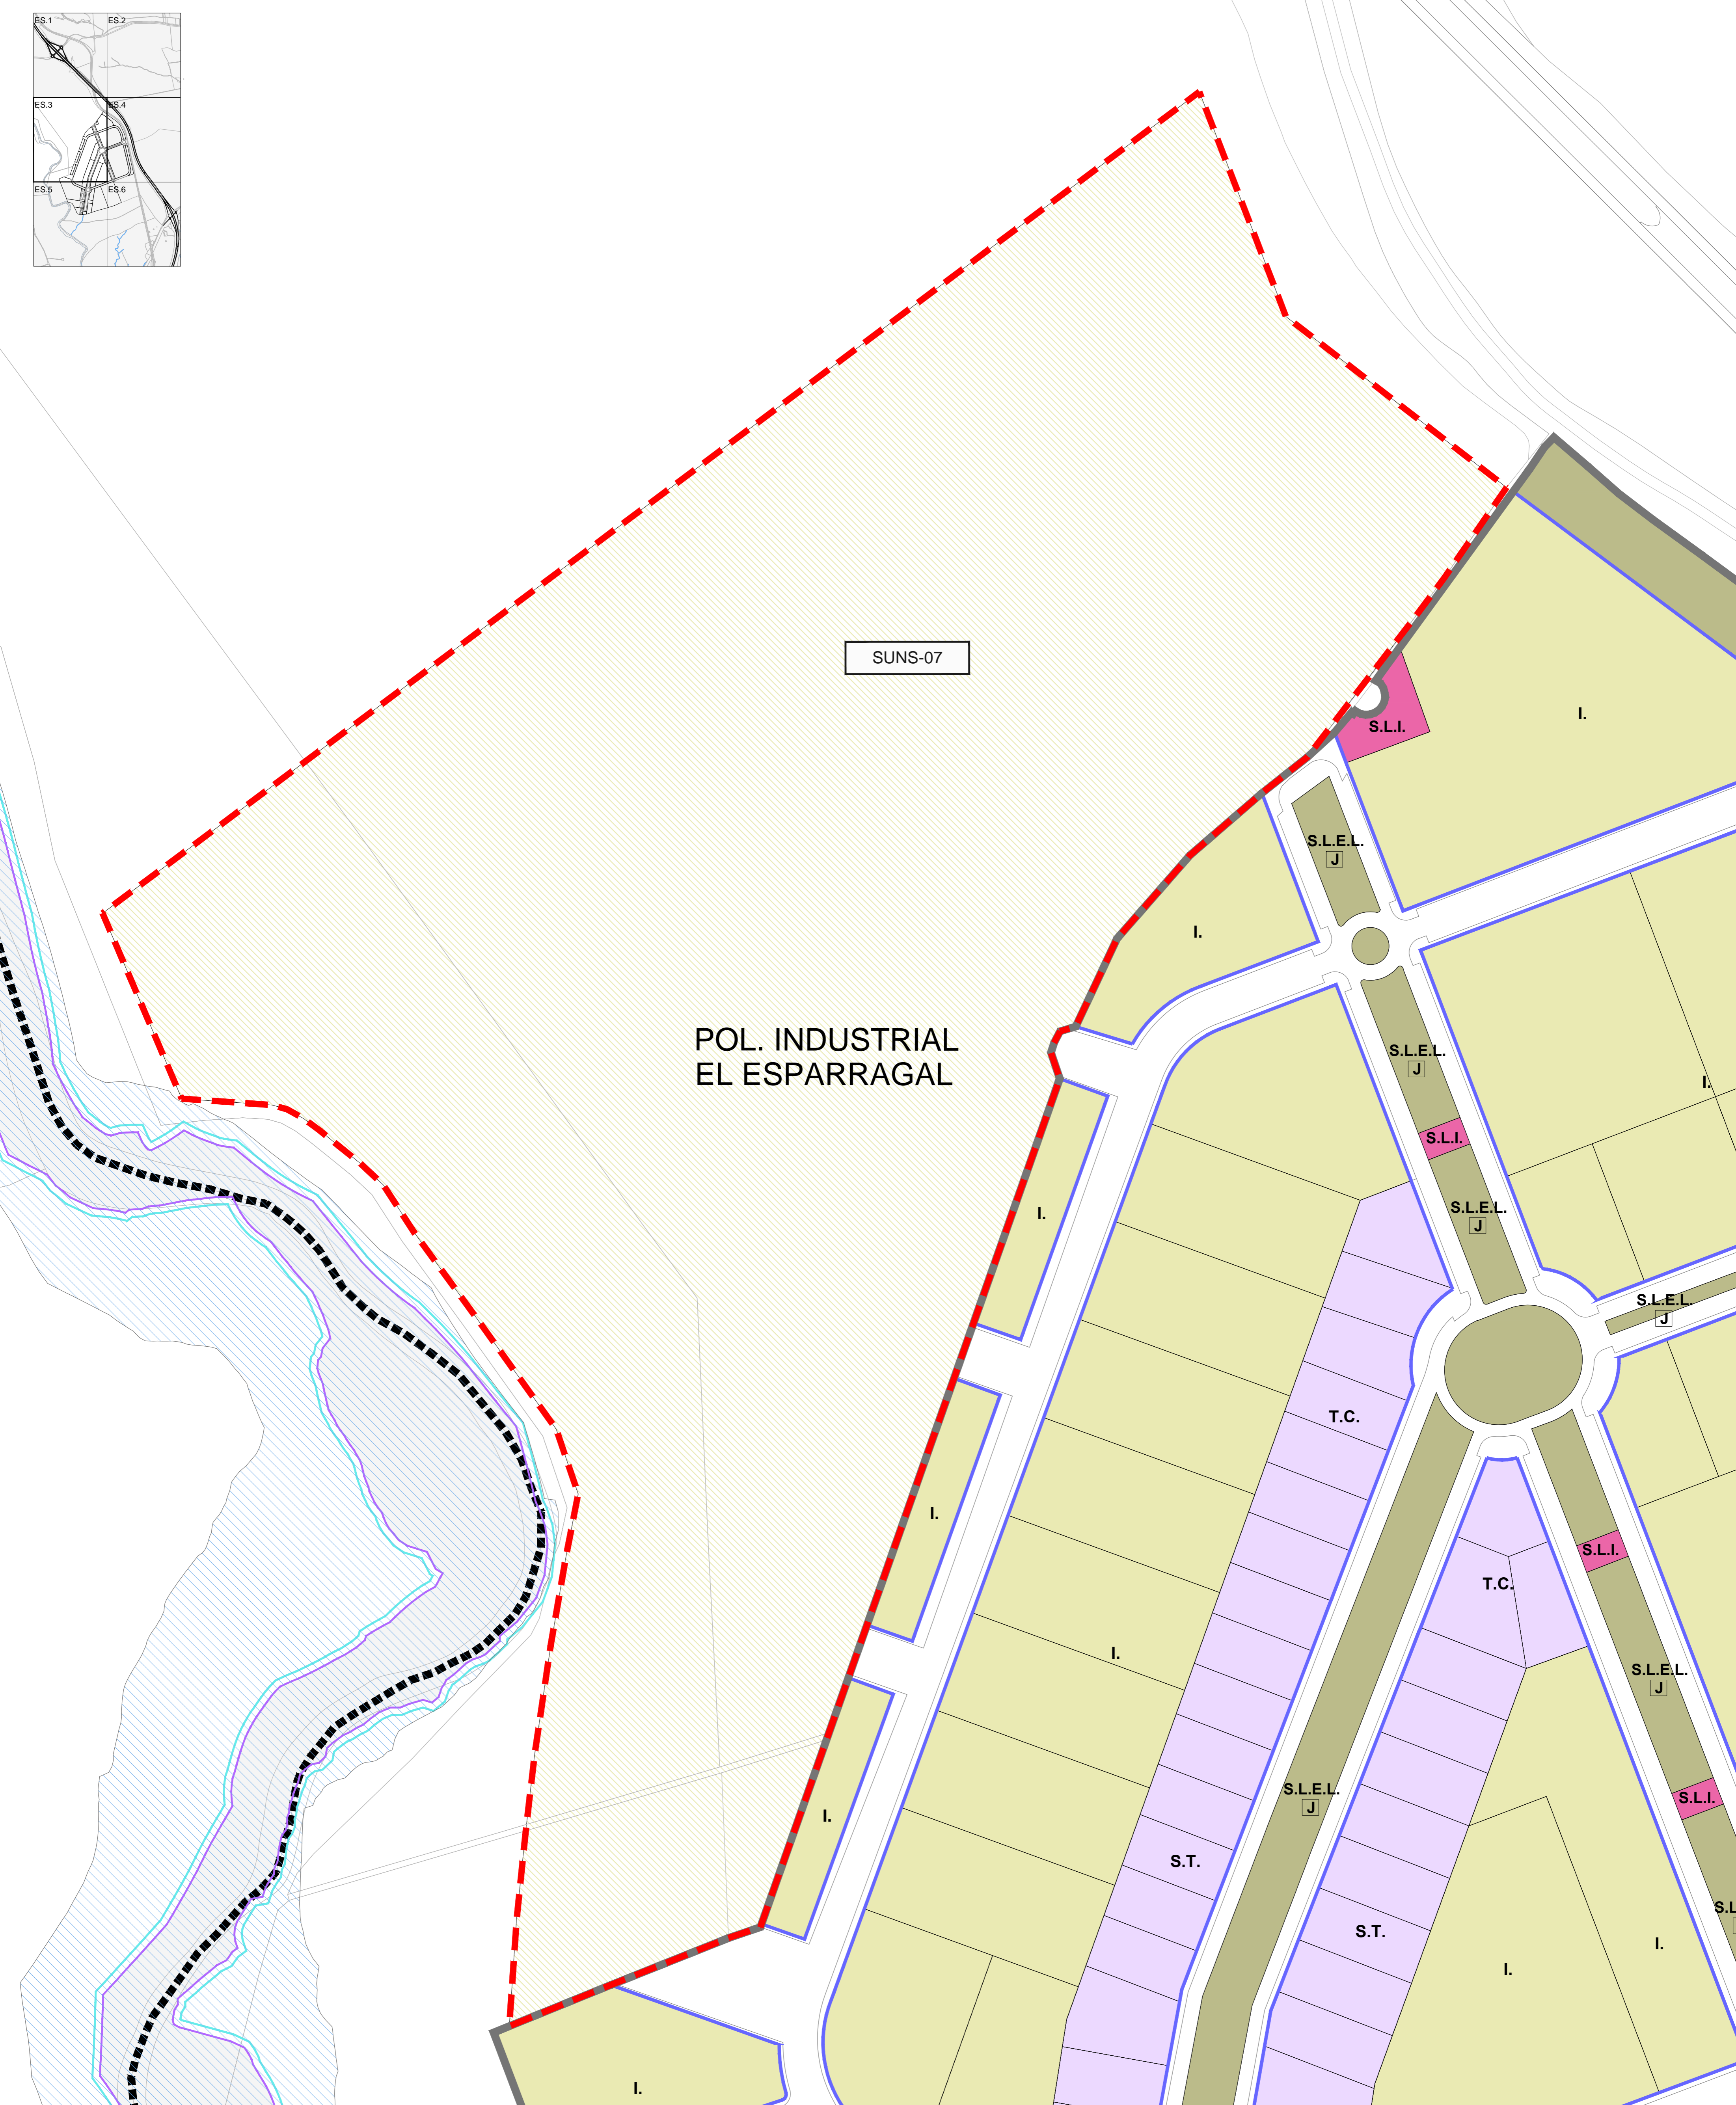 ES.1
ES.2
ES.3
ES.4
ES.5
ES.6
SUNS-07
S.L.I.
I.
S.L.E.L.
J
I.
POL. INDUSTRIAL
EL ESPARRAGAL
S.L.E.L.
J
I.
S.L.I.
I.
S.L.E.L.
J
S.L.E.L.
J
T.C.
I.
S.L.I.
T.C.
I.
S.L.E.L.
J
S.L.E.L.
J
S.L.I.
I.
S.T.
S.L
S.T.
I.
I.
I.